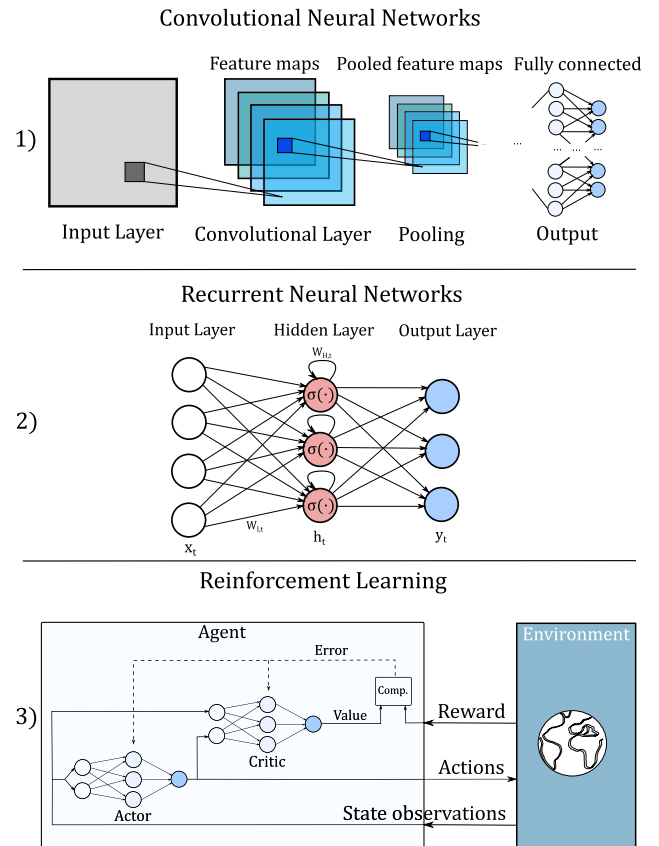 Convolutional Neural Networks
Feature maps
Pooled feature maps
Fully connected
1)
...
...
... ... ...
Input Layer
Convolutional Layer
Pooling
Output
Recurrent Neural Networks
Input Layer
Hidden Layer
Output Layer
W_H,t
σ(·)
2)
σ(·)
σ(·)
W_I,t
x_t
h_t
y_t
Reinforcement Learning
Agent
Environment
Error
Comp.
3)
Value
Reward
Critic
Actions
Actor
State observations